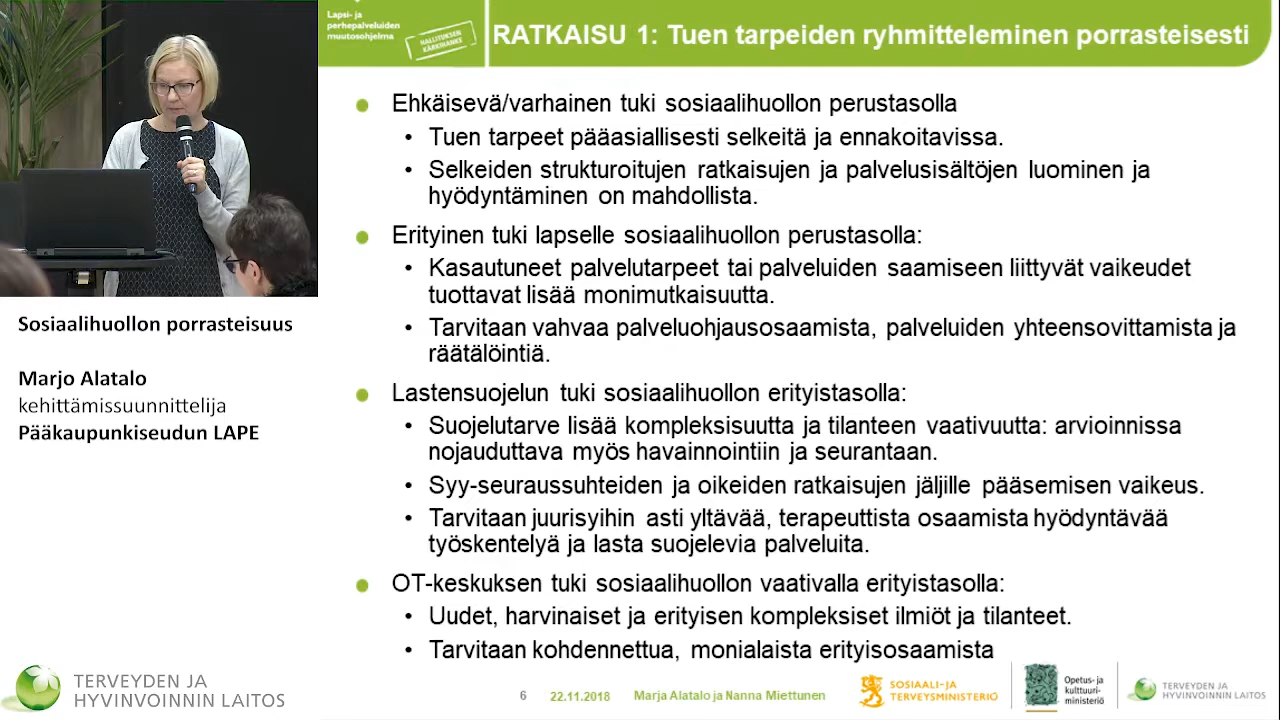 Lapsi- ja
perhepalveluiden
muutosohjelma
HALLITUKSEN
KÄRKIHANKE
RATKAISU 1: Tuen tarpeiden ryhmitteleminen porrasteisesti
Ehkäisevä/varhainen tuki sosiaalihuollon perustasolla
Tuen tarpeet pääasiallisesti selkeitä ja ennakoitavissa.
Selkeiden strukturoitujen ratkaisujen ja palvelusisältöjen luominen ja
hyödyntäminen on mahdollista.
Erityinen tuki lapselle sosiaalihuollon perustasolla:
Kasautuneet palvelutarpeet tai palveluiden saamiseen liittyvät vaikeudet
tuottavat lisää monimutkaisuutta.
Tarvitaan vahvaa palveluohjausosaamista, palveluiden yhteensovittamista ja
räätälöintiä.
Lastensuojelun tuki sosiaalihuollon erityistasolla:
Suojelutarve lisää kompleksisuutta ja tilanteen vaativuutta: arvioinnissa
nojauduttava myös havainnointiin ja seurantaan.
Syy-seuraussuhteiden ja oikeiden ratkaisujen jäljille pääsemisen vaikeus.
Tarvitaan juurisyihin asti yltävää, terapeuttista osaamista hyödyntävää
työskentelyä ja lasta suojelevia palveluita.
OT-keskuksen tuki sosiaalihuollon vaativalla erityistasolla:
Uudet, harvinaiset ja erityisen kompleksiset ilmiöt ja tilanteet.
Tarvitaan kohdennettua, monialaista erityisosaamista
Sosiaalihuollon porrasteisuus
Marjo Alatalo
kehittämissuunnittelija
Pääkaupunkiseudun LAPE
TERVEYDEN JA
HYVINVOINNIN LAITOS
6
22.11.2018
Marja Alatalo ja Nanna Miettunen
SOSIAALI- JA
TERVEYSMINISTERIÖ
Opetus- ja
kulttuuri-
ministeriö
TERVEYDEN JA
HYVINVOINNIN LAITOS